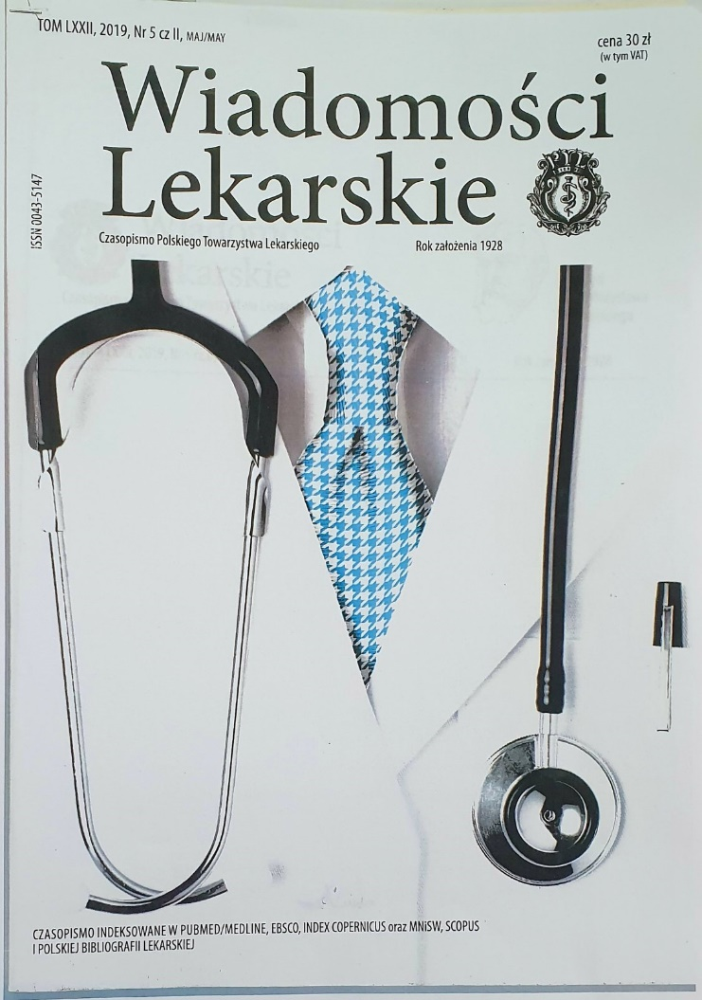 TOM LXXII, 2019, Nr 5 cz II, MAJ/MAY
cena 30 zł
(w tym VAT)
Wiadomości
Lekarskie
ISSN 0043-5147
PTL
Czasopismo Polskiego Towarzystwa Lekarskiego
Rok założenia 1928
CZASOPISMO INDEKSOWANE W PUBMED/MEDLINE, EBSCO, INDEX COPERNICUS oraz MNiSW, SCOPUS
I POLSKIEJ BIBLIOGRAFII LEKARSKIEJ